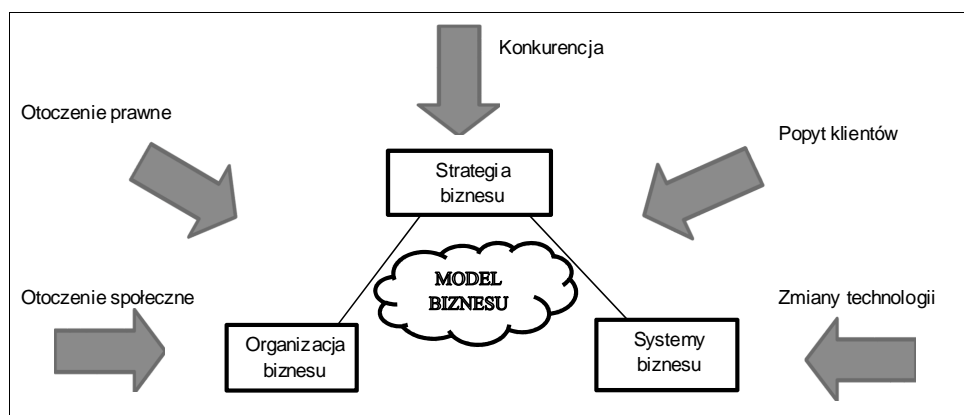 Konkurencja
Otoczenie prawne
Popyt klientów
Strategia
biznesu
MODEL
BIZNESU
Otoczenie społeczne
Zmiany technologii
Organizacja
biznesu
Systemy
biznesu